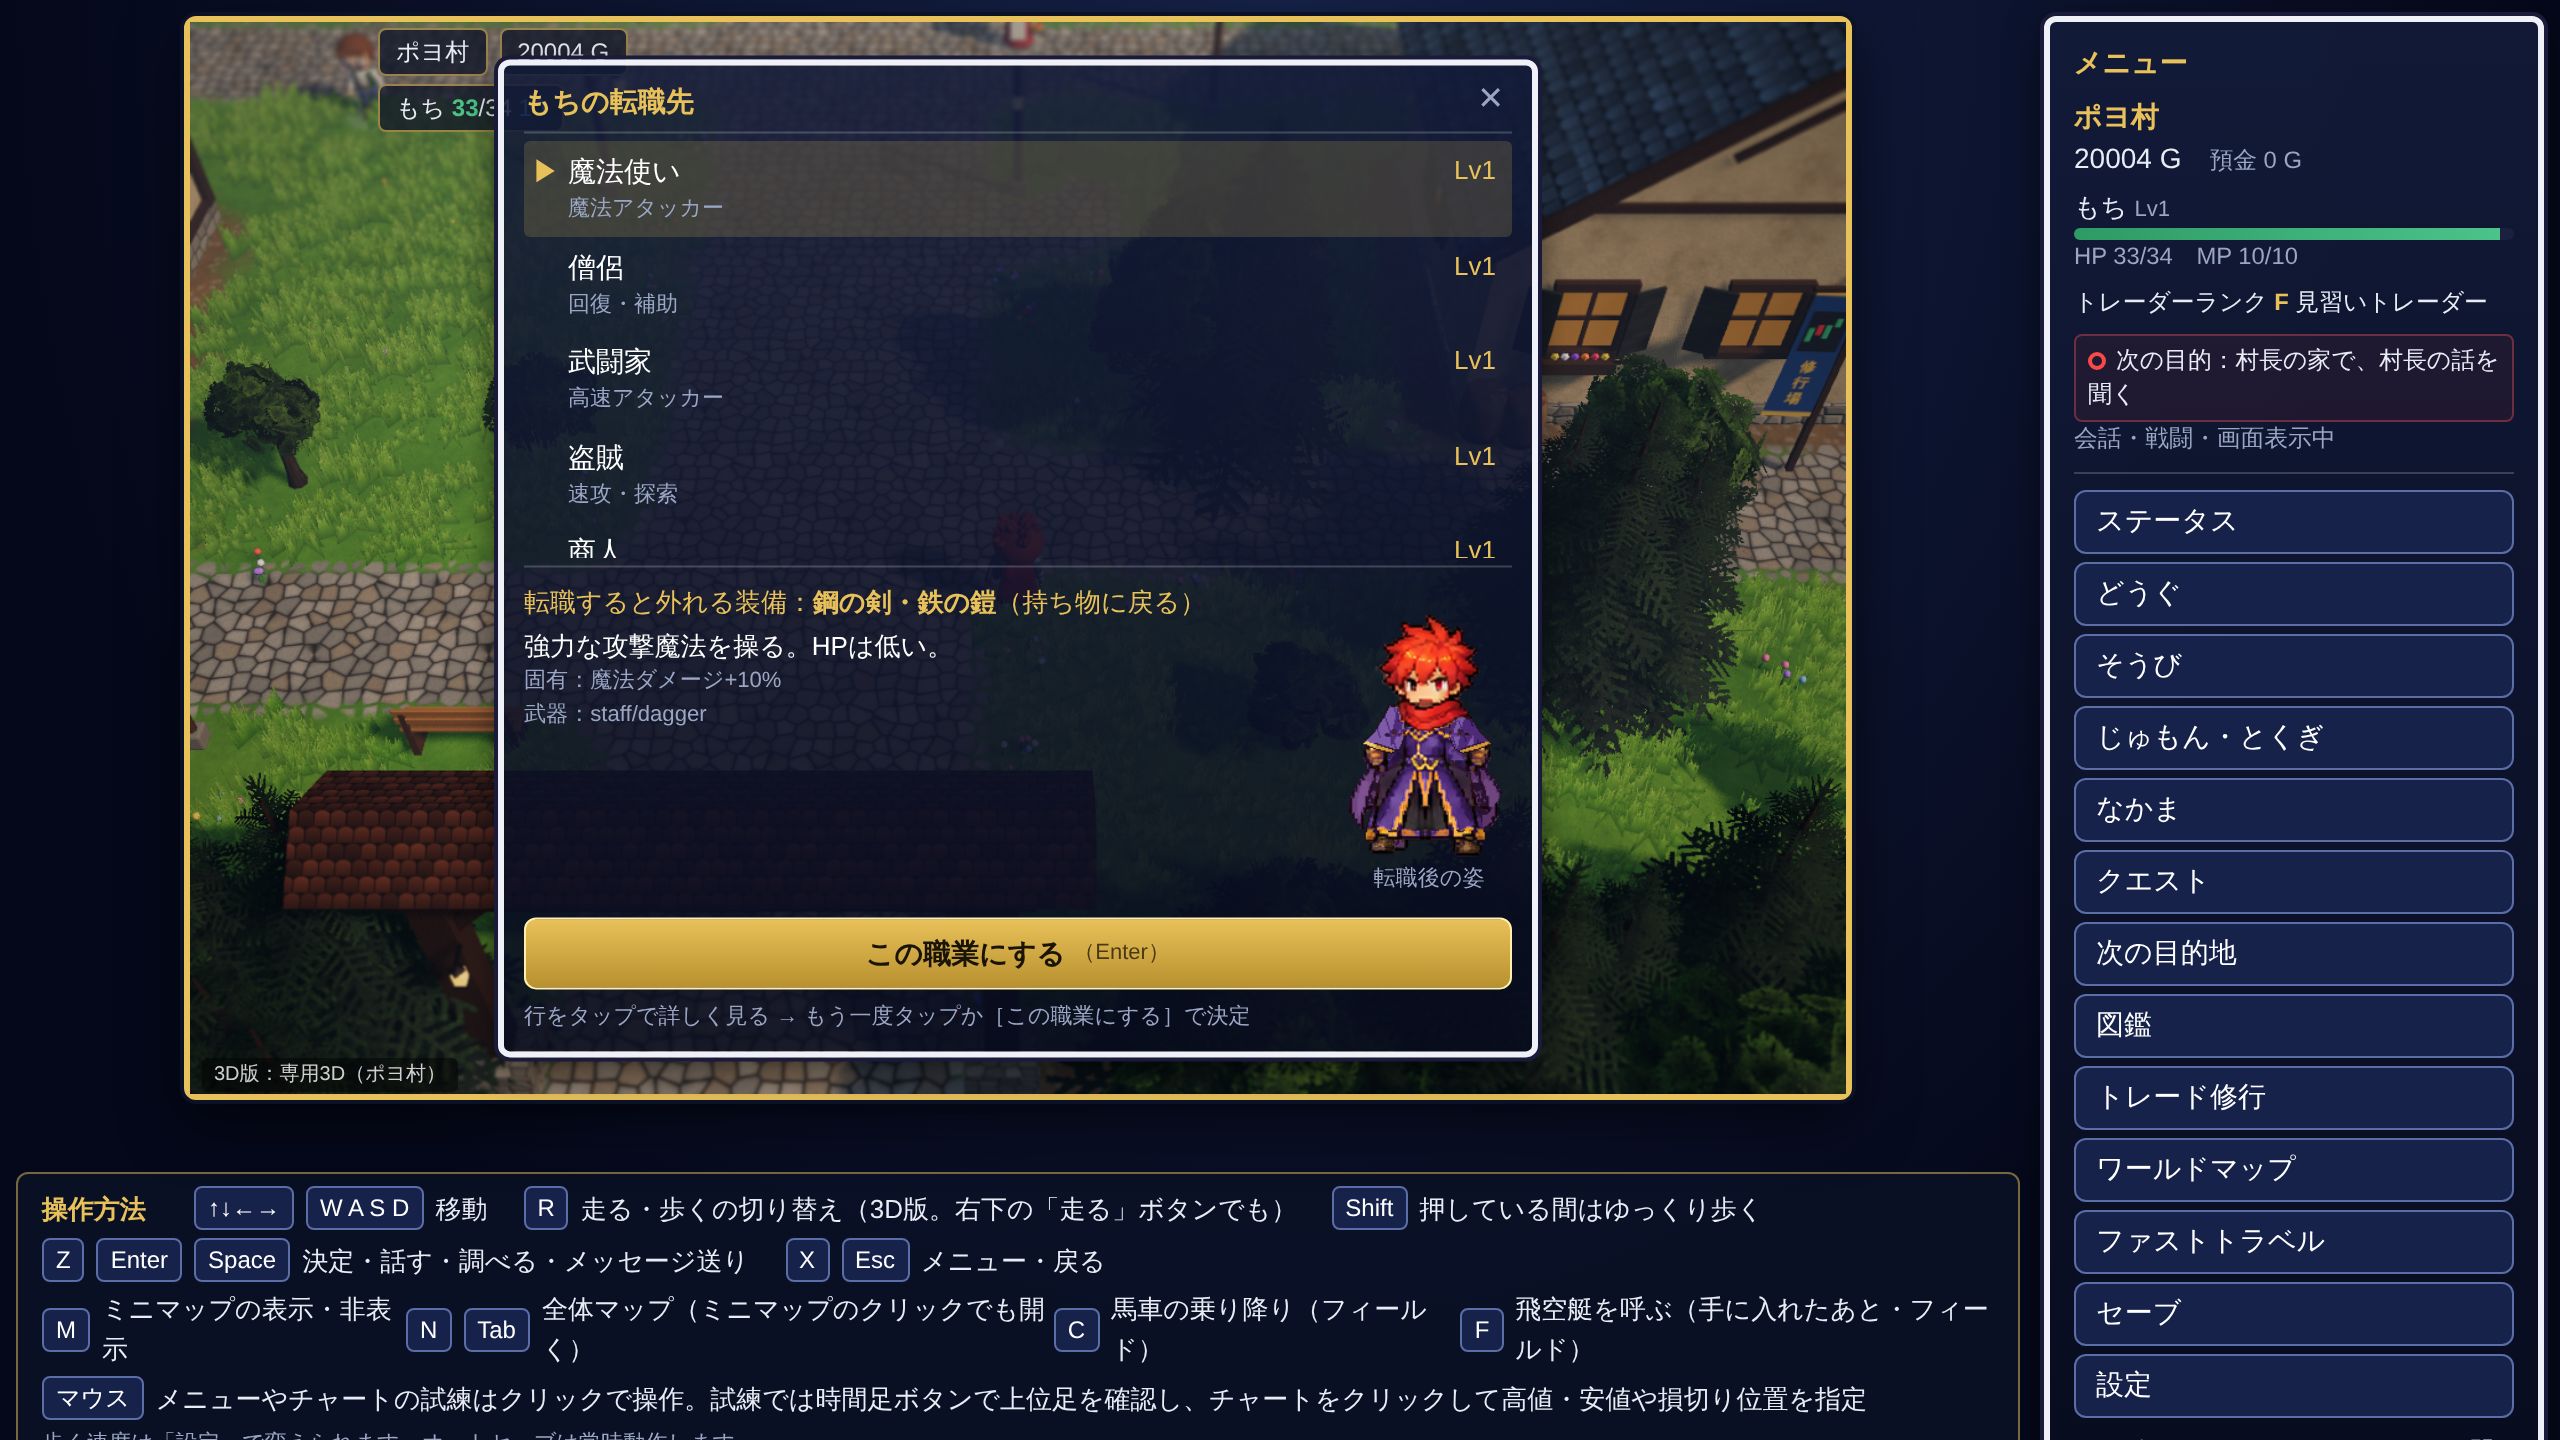 ポヨ村
20004 G
もち 33/34
もちの転職先
×
魔法使い Lv1
魔法アタッカー
僧侶 Lv1
回復・補助
武闘家 Lv1
高速アタッカー
盗賊 Lv1
速攻・探索
商人 Lv1
転職すると外れる装備：鋼の剣・鉄の鎧（持ち物に戻る）
強力な攻撃魔法を操る。HPは低い。
固有：魔法ダメージ+10%
武器：staff/dagger
転職後の姿
この職業にする （Enter）
行をタップで詳しく見る → もう一度タップか［この職業にする］で決定
修行場
3D版：専用3D（ポヨ村）
メニュー
ポヨ村
20004 G 預金 0 G
もち Lv1
HP 33/34 MP 10/10
トレーダーランク F 見習いトレーダー
次の目的：村長の家で、村長の話を
聞く
会話・戦闘・画面表示中
ステータス
どうぐ
そうび
じゅもん・とくぎ
なかま
クエスト
次の目的地
図鑑
トレード修行
ワールドマップ
ファストトラベル
セーブ
設定
操作方法 ↑↓←→ W A S D 移動 R 走る・歩くの切り替え（3D版。右下の「走る」ボタンでも） Shift 押している間はゆっくり歩く
Z Enter Space 決定・話す・調べる・メッセージ送り X Esc メニュー・戻る
M ミニマップの表示・非表示 N Tab 全体マップ（ミニマップのクリックでも開く） C 馬車の乗り降り（フィールド） F 飛空艇を呼ぶ（手に入れたあと・フィールド）
マウス メニューやチャートの試練はクリックで操作。試練では時間足ボタンで上位足を確認し、チャートをクリックして高値・安値や損切り位置を指定